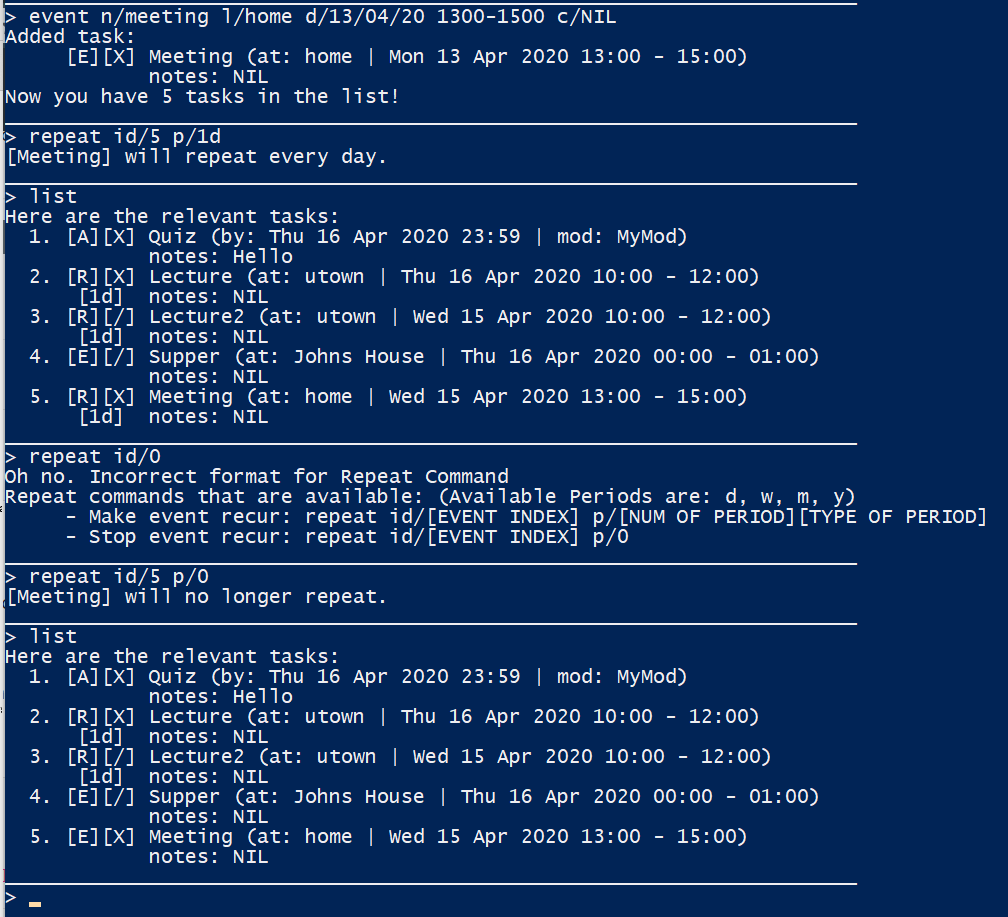 > event n/meeting l/home d/13/04/20 1300-1500 c/NIL
Added task:
[E][X] Meeting (at: home | Mon 13 Apr 2020 13:00 - 15:00)
notes: NIL
Now you have 5 tasks in the list!
> repeat id/5 p/1d
[Meeting] will repeat every day.
> list
Here are the relevant tasks:
1. [A][X] Quiz (by: Thu 16 Apr 2020 23:59 | mod: MyMod)
notes: Hello
2. [R][X] Lecture (at: utown | Thu 16 Apr 2020 10:00 - 12:00)
[1d] notes: NIL
3. [R][/] Lecture2 (at: utown | Wed 15 Apr 2020 10:00 - 12:00)
[1d] notes: NIL
4. [E][/] Supper (at: Johns House | Thu 16 Apr 2020 00:00 - 01:00)
notes: NIL
5. [R][X] Meeting (at: home | Wed 15 Apr 2020 13:00 - 15:00)
[1d] notes: NIL
> repeat id/0
Oh no. Incorrect format for Repeat Command
Repeat commands that are available: (Available Periods are: d, w, m, y)
- Make event recur: repeat id/[EVENT INDEX] p/[NUM OF PERIOD][TYPE OF PERIOD]
- Stop event recur: repeat id/[EVENT INDEX] p/0
> repeat id/5 p/0
[Meeting] will no longer repeat.
> list
Here are the relevant tasks:
1. [A][X] Quiz (by: Thu 16 Apr 2020 23:59 | mod: MyMod)
notes: Hello
2. [R][X] Lecture (at: utown | Thu 16 Apr 2020 10:00 - 12:00)
[1d] notes: NIL
3. [R][/] Lecture2 (at: utown | Wed 15 Apr 2020 10:00 - 12:00)
[1d] notes: NIL
4. [E][/] Supper (at: Johns House | Thu 16 Apr 2020 00:00 - 01:00)
notes: NIL
5. [E][X] Meeting (at: home | Wed 15 Apr 2020 13:00 - 15:00)
notes: NIL
>